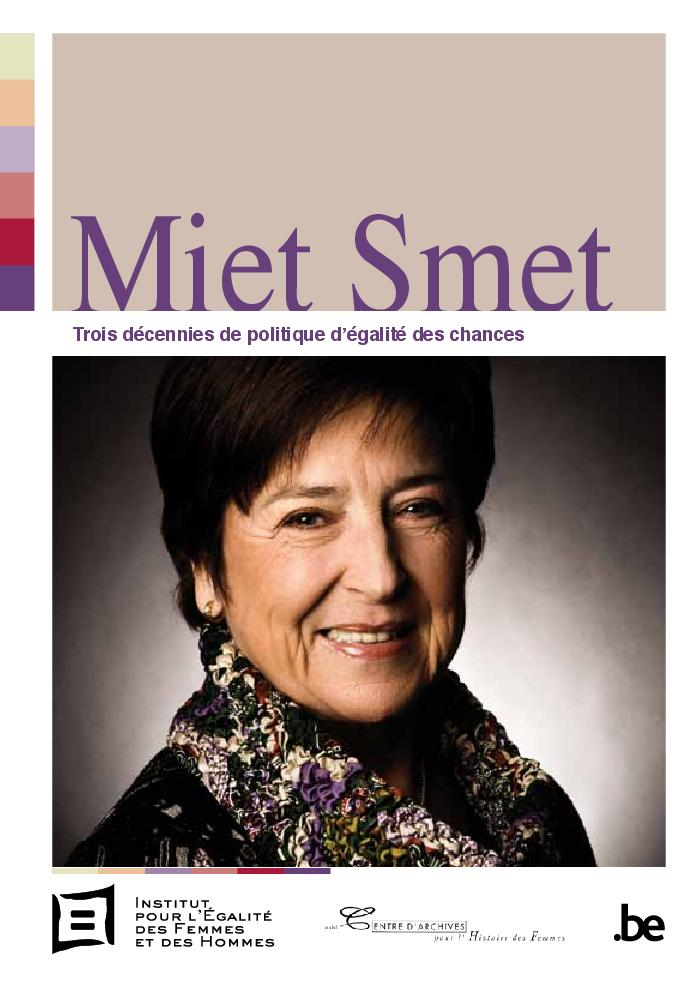 Miet Smet
Trois décennies de politique d'égalité des chances
INSTITUT
POUR L'ÉGALITÉ
DES FEMMES
ET DES HOMMES
asbl CENTRE D'ARCHIVES
pour l'Histoire des Femmes
.be